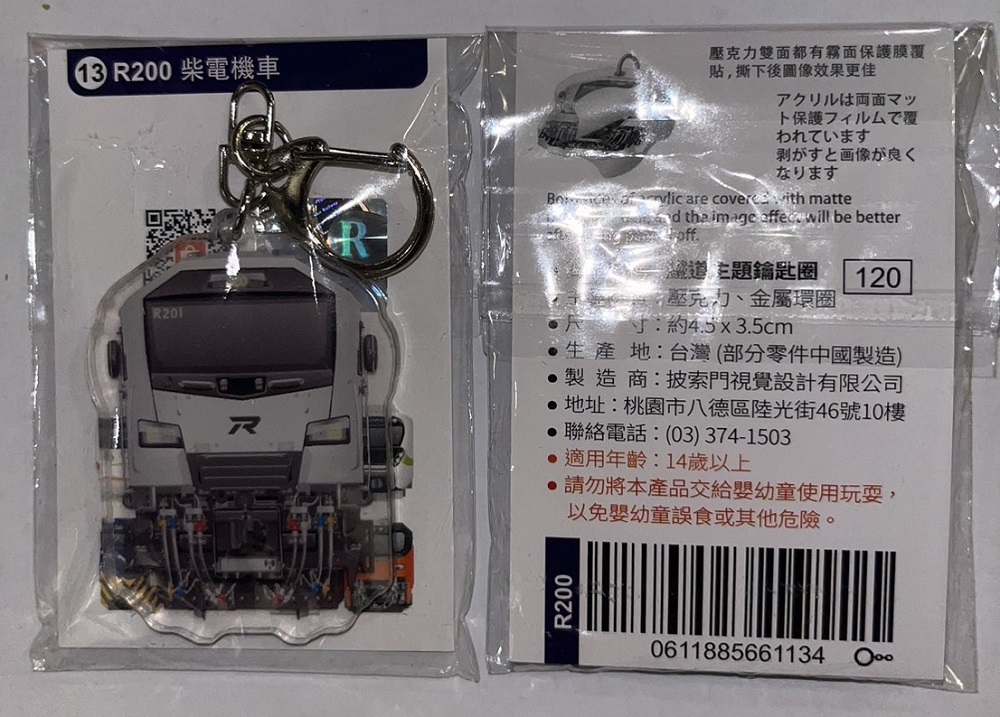 13 R200 柴電機車
R
R201
R
壓克力雙面都有霧面保護膜覆
貼,撕下後圖像效果更佳
アクリルは両面マッ
ト保護フィルムで覆
われています
剥がすと画像が良く
なります
are covered with matte
and the image effect will be better
off.
鐵道主題鑰匙圈 120
壓克力、金屬環圈
• 尺 寸:約4.5 x 3.5cm
• 生 產 地:台灣 (部分零件中國製造)
• 製 造 商:披索門視覺設計有限公司
• 地址:桃園市八德區陸光街46號10樓
• 聯絡電話:(03) 374-1503
• 適用年齡:14歲以上
• 請勿將本產品交給嬰幼童使用玩耍,
以免嬰幼童誤食或其他危險。
R200
0611885661134